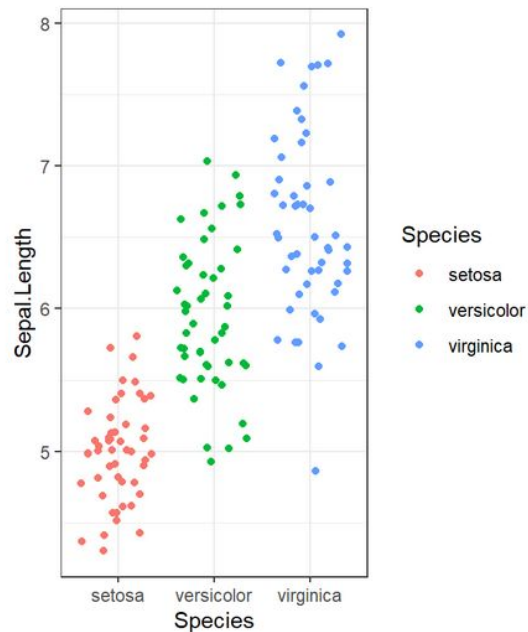 8
7
6
5
Sepal.Length
setosa
versicolor
virginica
Species
Species
setosa
versicolor
virginica